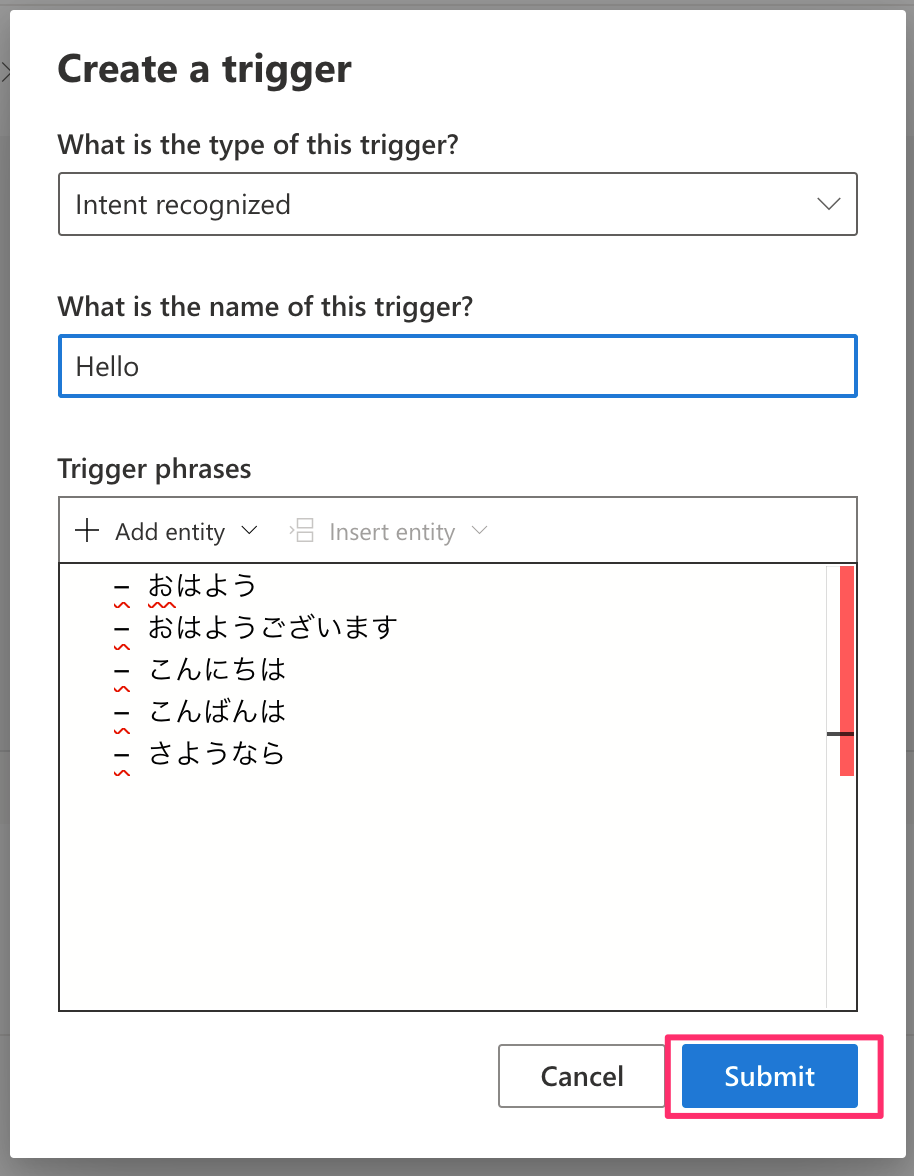 Create a trigger
What is the type of this trigger?
Intent recognized
What is the name of this trigger?
Hello
Trigger phrases
Add entity
Insert entity
- おはよう
- おはようございます
- こんにちは
- こんばんは
- さようなら
Cancel
Submit